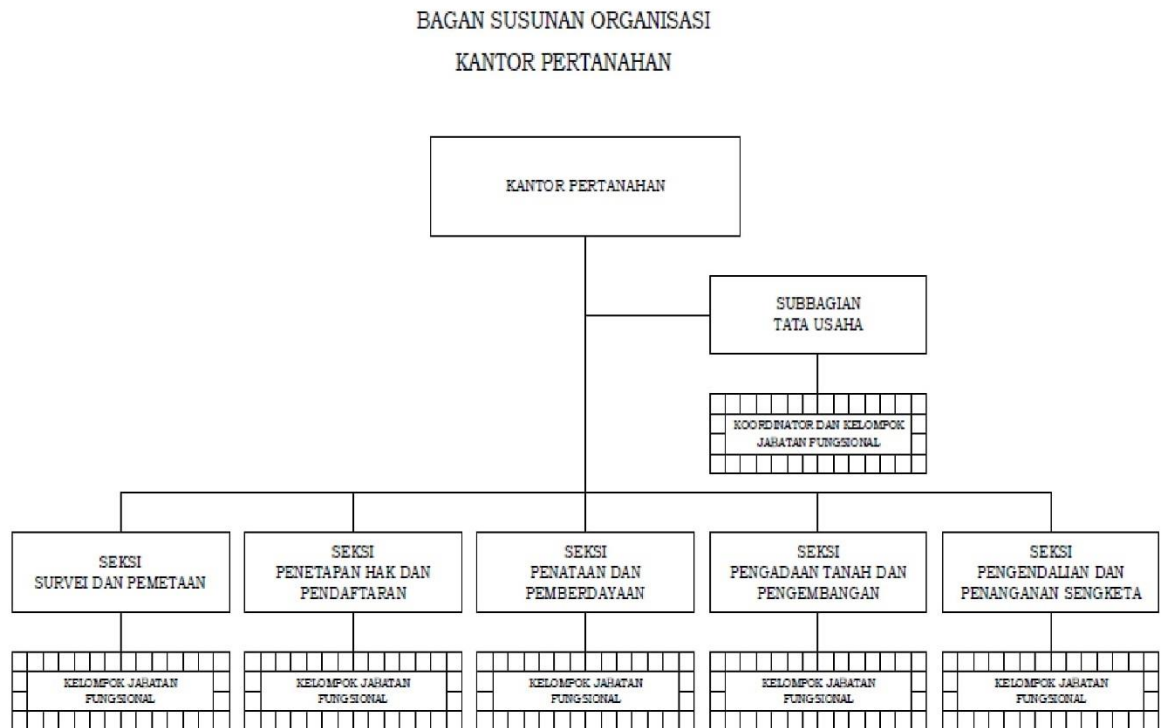 BAGAN SUSUNAN ORGANISASI
KANTOR PERTANAHAN
KANTOR PERTANAHAN
SUBBAGIAN
TATA USAHA
KOORDINATOR DAN KELOMPOK
JABATAN FUNGSIONAL
SEKSI
SURVEI DAN PEMETAAN
SEKSI
PENETAPAN HAK DAN
PENDAFTARAN
SEKSI
PENATAAN DAN
PEMBERDAYAAN
SEKSI
PENGADAAN TANAH DAN
PENGEMBANGAN
SEKSI
PENGENDALIAN DAN
PENANGANAN SENGKETA
KELOMPOK JABATAN
FUNGSIONAL
KELOMPOK JABATAN
FUNGSIONAL
KELOMPOK JABATAN
FUNGSIONAL
KELOMPOK JABATAN
FUNGSIONAL
KELOMPOK JABATAN
FUNGSIONAL